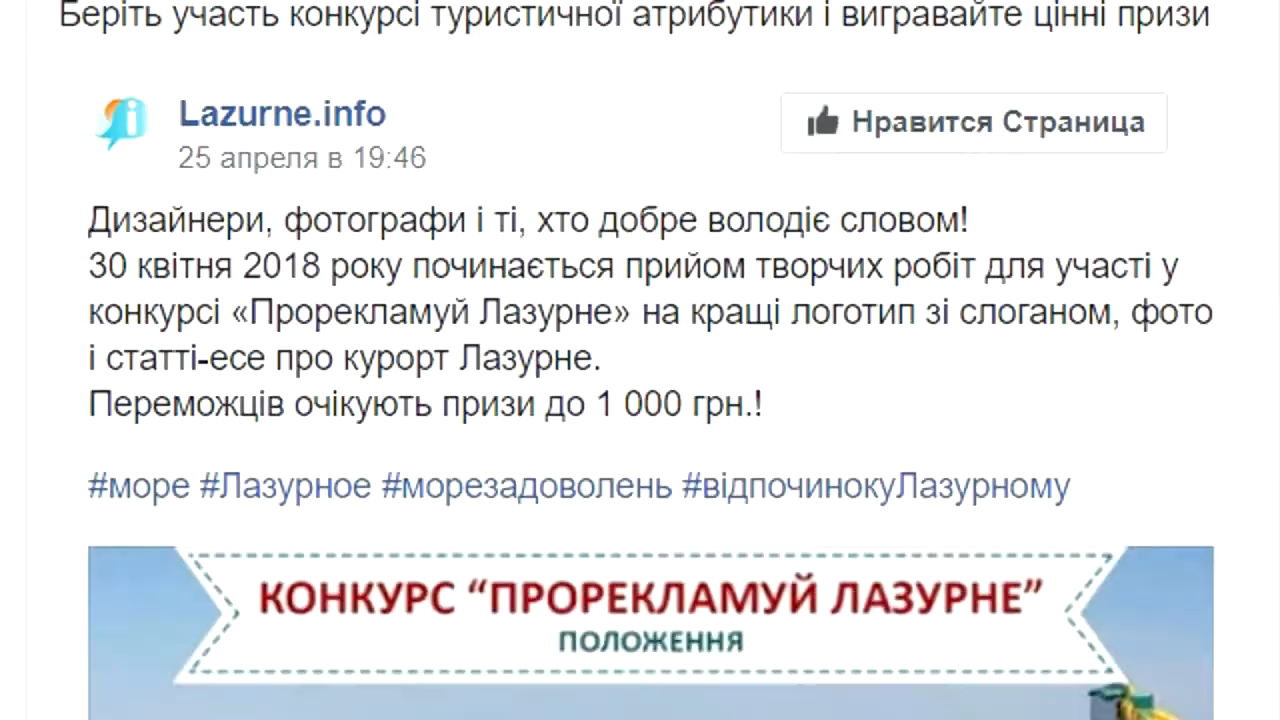 Беріть участь конкурсі туристичної атрибутики і вигравайте цінні призи
Lazurne.info
25 апреля в 19:46
Нравится Страница
Дизайнери, фотографи і ті, хто добре володіє словом!
30 квітня 2018 року починається прийом творчих робіт для участі у
конкурсі «Прорекламуй Лазурне» на кращі логотип зі слоганом, фото
і статті-есе про курорт Лазурне.
Переможців очікують призи до 1 000 грн.!
#море #Лазурное #морезадоволень #відпочинокуЛазурному
КОНКУРС “ПРОРЕКЛАМУЙ ЛАЗУРНЕ”
ПОЛОЖЕННЯ